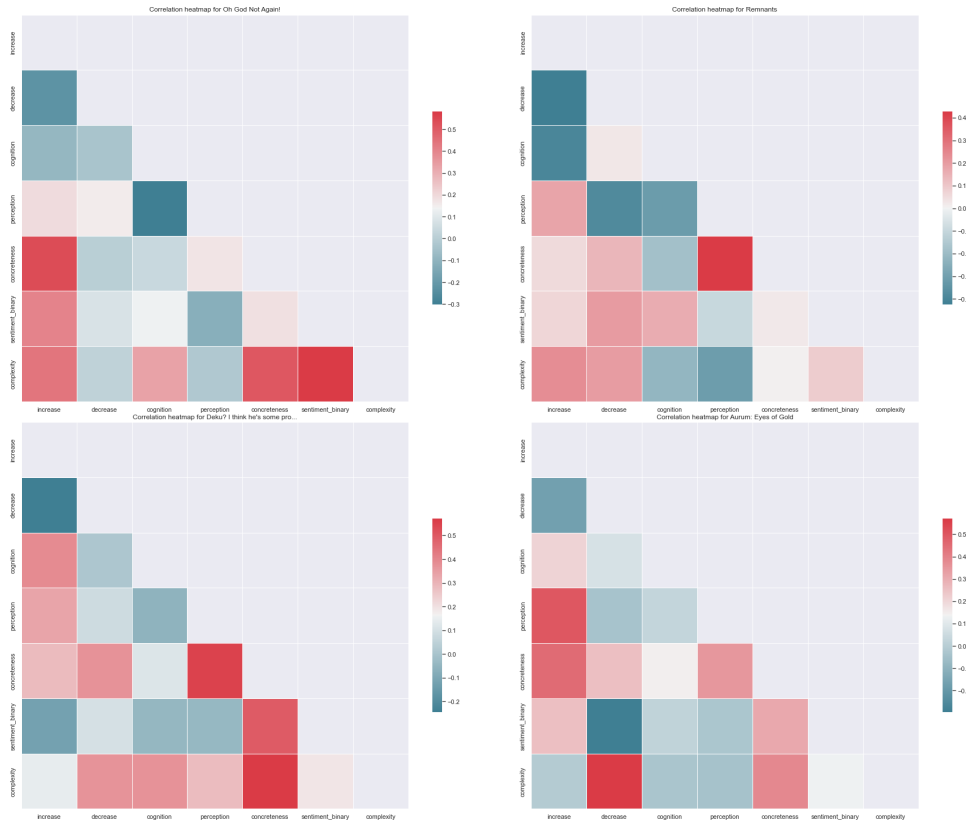 Correlation heatmap for Oh God Not Again!
increase
decrease
cognition
perception
concreteness
sentiment_binary
complexity
increase decrease cognition perception concreteness sentiment_binary complexity
0.5
0.4
0.3
0.2
0.1
0.0
−0.1
−0.2
−0.3
Correlation heatmap for Remnants
increase
decrease
cognition
perception
concreteness
sentiment_binary
complexity
increase decrease cognition perception concreteness sentiment_binary complexity
0.4
0.3
0.2
0.1
0.0
−0.
−0.
−0.
−0.
Correlation heatmap for Deku? I think he's some pro...
increase
decrease
cognition
perception
concreteness
sentiment_binary
complexity
increase decrease cognition perception concreteness sentiment_binary complexity
0.5
0.4
0.3
0.2
0.1
0.0
−0.1
−0.2
Correlation heatmap for Aurum: Eyes of Gold
increase
decrease
cognition
perception
concreteness
sentiment_binary
complexity
increase decrease cognition perception concreteness sentiment_binary complexity
0.5
0.4
0.3
0.2
0.1
0.0
−0.
−0.